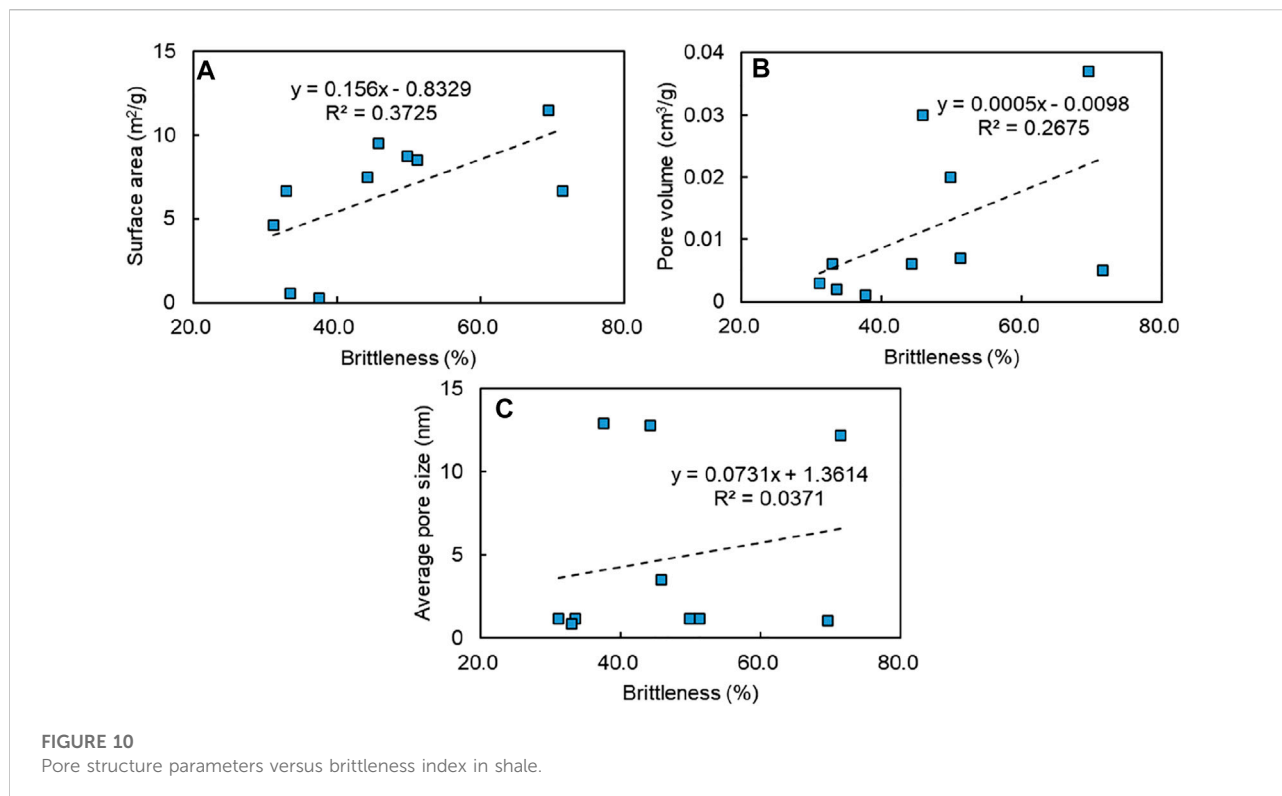 A
y = 0.156x - 0.8329
R² = 0.3725
Surface area (m²/g)
15
10
5
0
20.0 40.0 60.0 80.0
Brittleness (%)
B
y = 0.0005x - 0.0098
R² = 0.2675
Pore volume (cm³/g)
0.04
0.03
0.02
0.01
0
20.0 40.0 60.0 80.0
Brittleness (%)
C
y = 0.0731x + 1.3614
R² = 0.0371
Average pore size (nm)
15
10
5
0
20.0 40.0 60.0 80.0
Brittleness (%)
FIGURE 10
Pore structure parameters versus brittleness index in shale.